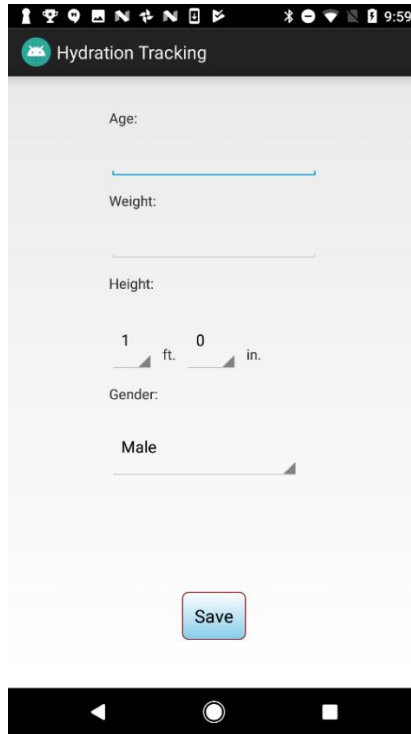 9:59
Hydration Tracking
Age:
Weight:
Height:
1 ft. 0 in.
Gender:
Male
Save